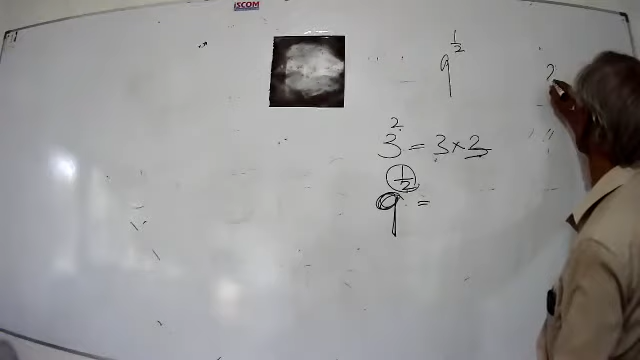 iSCOM
9^{1/2}
3^2 = 3 × 3
9^{1/2} =